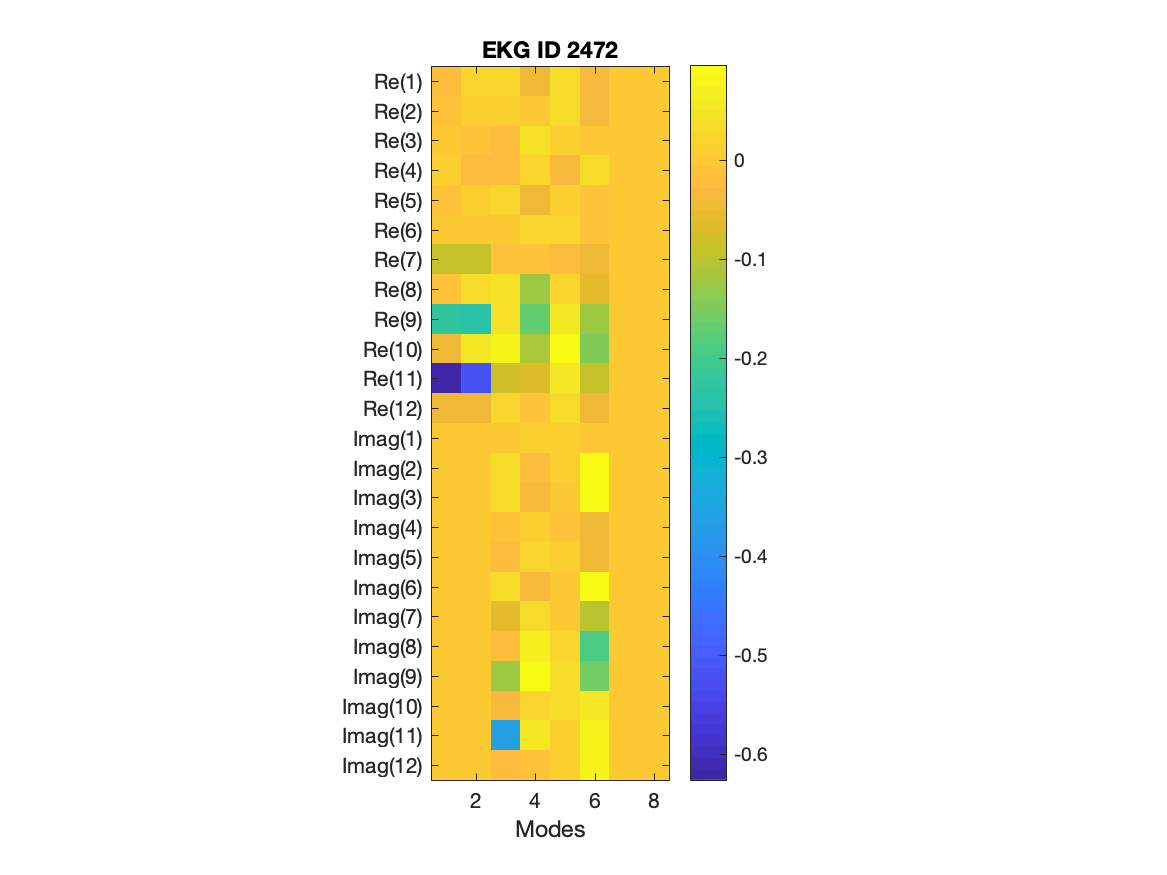 EKG ID 2472
Re(1)
Re(2)
Re(3)
Re(4)
Re(5)
Re(6)
Re(7)
Re(8)
Re(9)
Re(10)
Re(11)
Re(12)
Imag(1)
Imag(2)
Imag(3)
Imag(4)
Imag(5)
Imag(6)
Imag(7)
Imag(8)
Imag(9)
Imag(10)
Imag(11)
Imag(12)
2 4 6 8
Modes
0
-0.1
-0.2
-0.3
-0.4
-0.5
-0.6